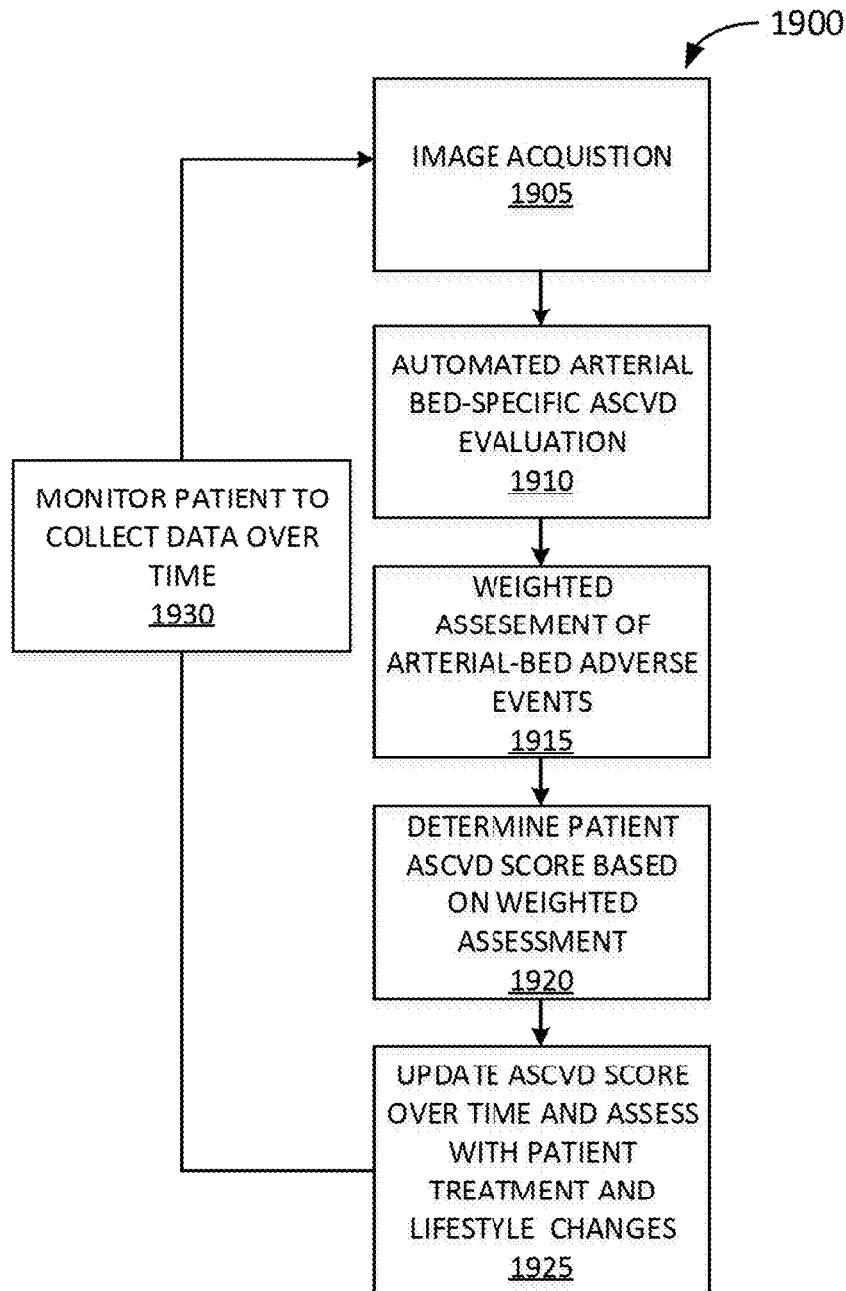 1900
IMAGE ACQUISTION
1905
AUTOMATED ARTERIAL
BED-SPECIFIC ASCVD
EVALUATION
1910
MONITOR PATIENT TO
COLLECT DATA OVER
TIME
1930
WEIGHTED
ASSESEMENT OF
ARTERIAL-BED ADVERSE
EVENTS
1915
DETERMINE PATIENT
ASCVD SCORE BASED
ON WEIGHTED
ASSESSMENT
1920
UPDATE ASCVD SCORE
OVER TIME AND ASSESS
WITH PATIENT
TREATMENT AND
LIFESTYLE CHANGES
1925